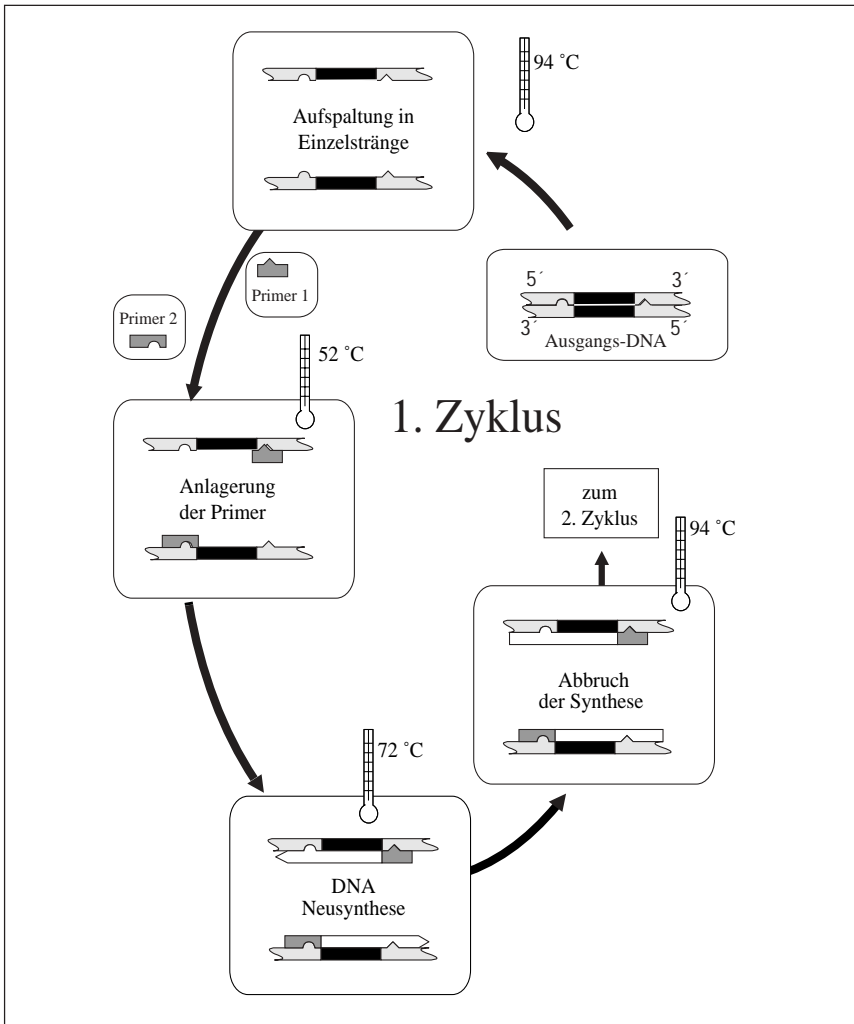 94 °C
Aufspaltung in
Einzelstränge
5´ 3´
3´ 5´
Ausgangs-DNA
Primer 1
Primer 2
52 °C
1. Zyklus
Anlagerung
der Primer
zum
2. Zyklus
94 °C
Abbruch
der Synthese
72 °C
DNA
Neusynthese